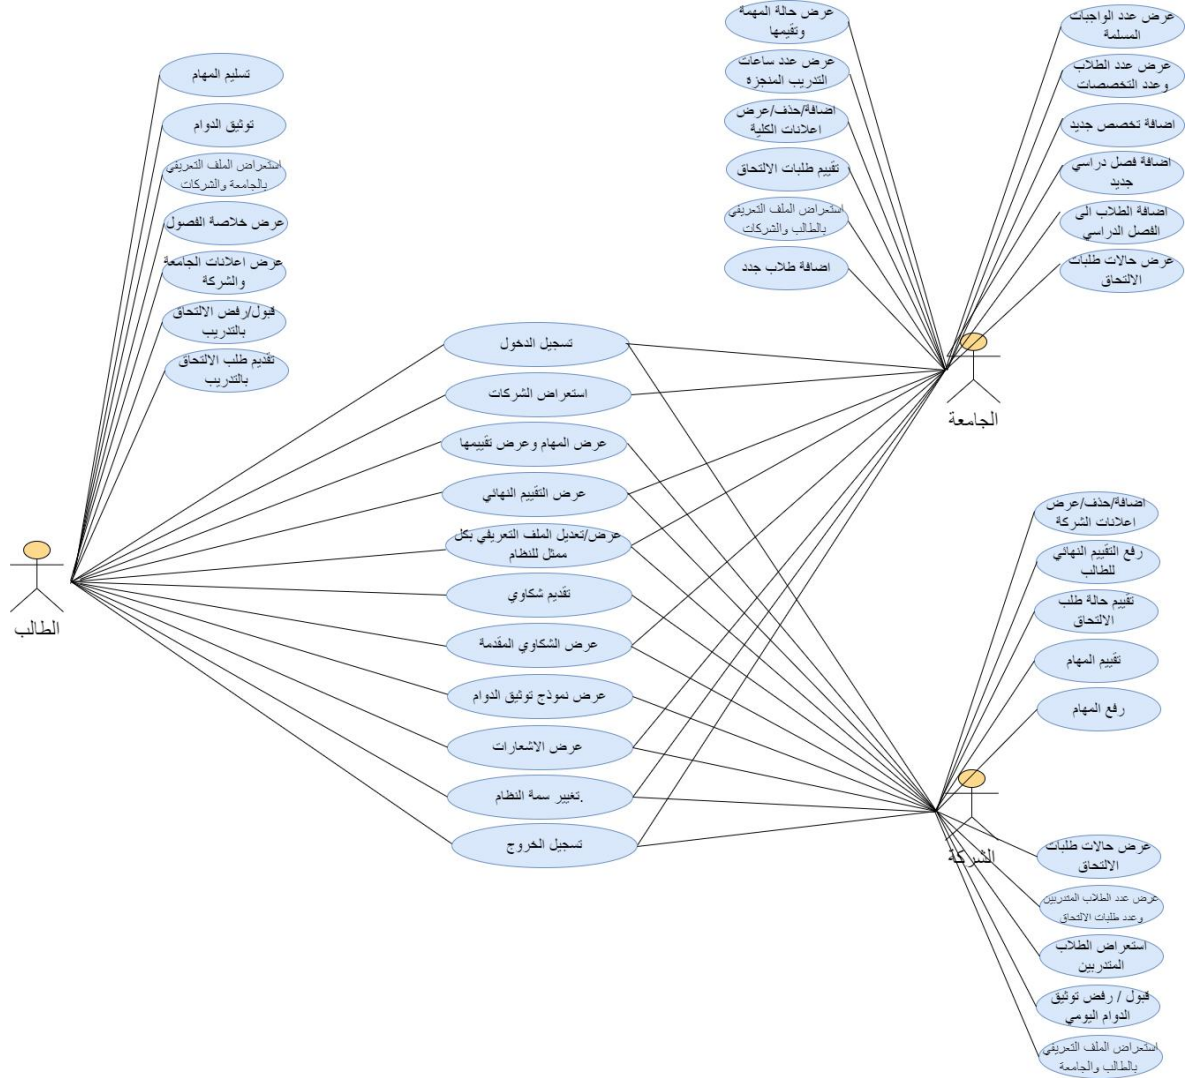 تسليم المهام
توثيق الدوام
استعراض الملف التعريفي
بالجامعة والشركات
عرض خلاصة الفصول
عرض اعلانات الجامعة
والشركة
قبول/رفض الالتحاق
بالتدريب
تقديم طلب الالتحاق
بالتدريب
الطالب
عرض حالة المهمة
وتقيمها
عرض عدد ساعات
التدريب المنجزة
اضافة/حذف/عرض
اعلانات الكلية
تقييم طلبات الالتحاق
استعراض الملف التعريفي
بالطالب والشركات
اضافة طلاب جدد
عرض عدد الواجبات
المسلمة
عرض عدد الطلاب
وعدد التخصصات
اضافة تخصص جديد
اضافة فصل دراسي
جديد
اضافة الطلاب الى
الفصل الدراسي
عرض حالات طلبات
الالتحاق
الجامعة
تسجيل الدخول
استعراض الشركات
عرض المهام وعرض تقييمها
عرض التقييم النهائي
عرض/تعديل الملف التعريفي بكل
ممثل للنظام
تقديم شكاوي
عرض الشكاوي المقدمة
عرض نموذج توثيق الدوام
عرض الاشعارات
تغيير سمة النظام.
تسجيل الخروج
اضافة/حذف/عرض
اعلانات الشركة
رفع التقييم النهائي
للطالب
تقييم حالة طلب
الالتحاق
تقييم المهام
رفع المهام
الشركة
عرض حالات طلبات
الالتحاق
عرض عدد الطلاب المتدربين
وعدد طلبات الالتحاق
استعراض الطلاب
المتدربين
قبول / رفض توثيق
الدوام اليومي
استعراض الملف التعريفي
بالطالب والجامعة